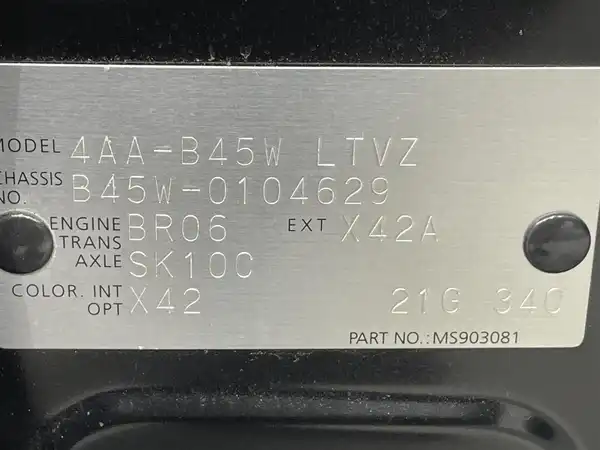 MODEL 4AA-B45W LTVZ
CHASSIS NO. B45W-0104629
ENGINE BR06 EXT X42A
TRANS AXLE SK10C
COLOR. INT OPT X42 21G 340
PART NO.:MS903081